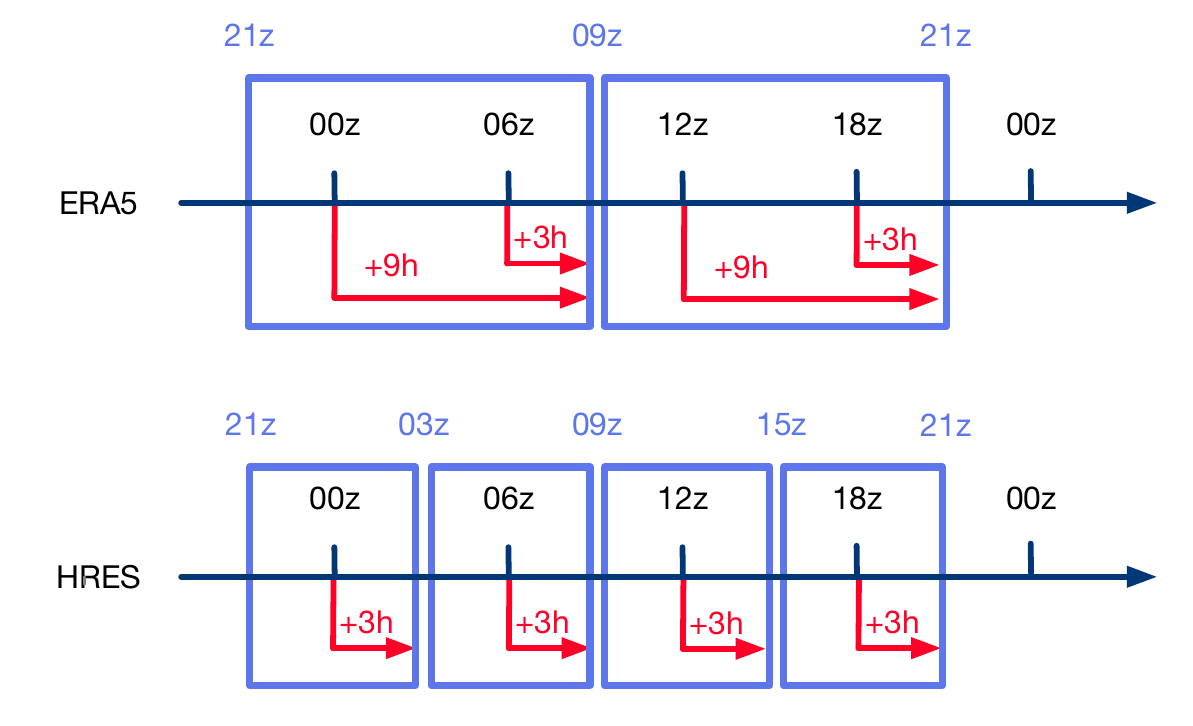 21z 09z 21z
00z 06z 12z 18z 00z
ERA5
+3h +3h
+9h +9h
21z 03z 09z 15z 21z
00z 06z 12z 18z 00z
HRES
+3h +3h +3h +3h